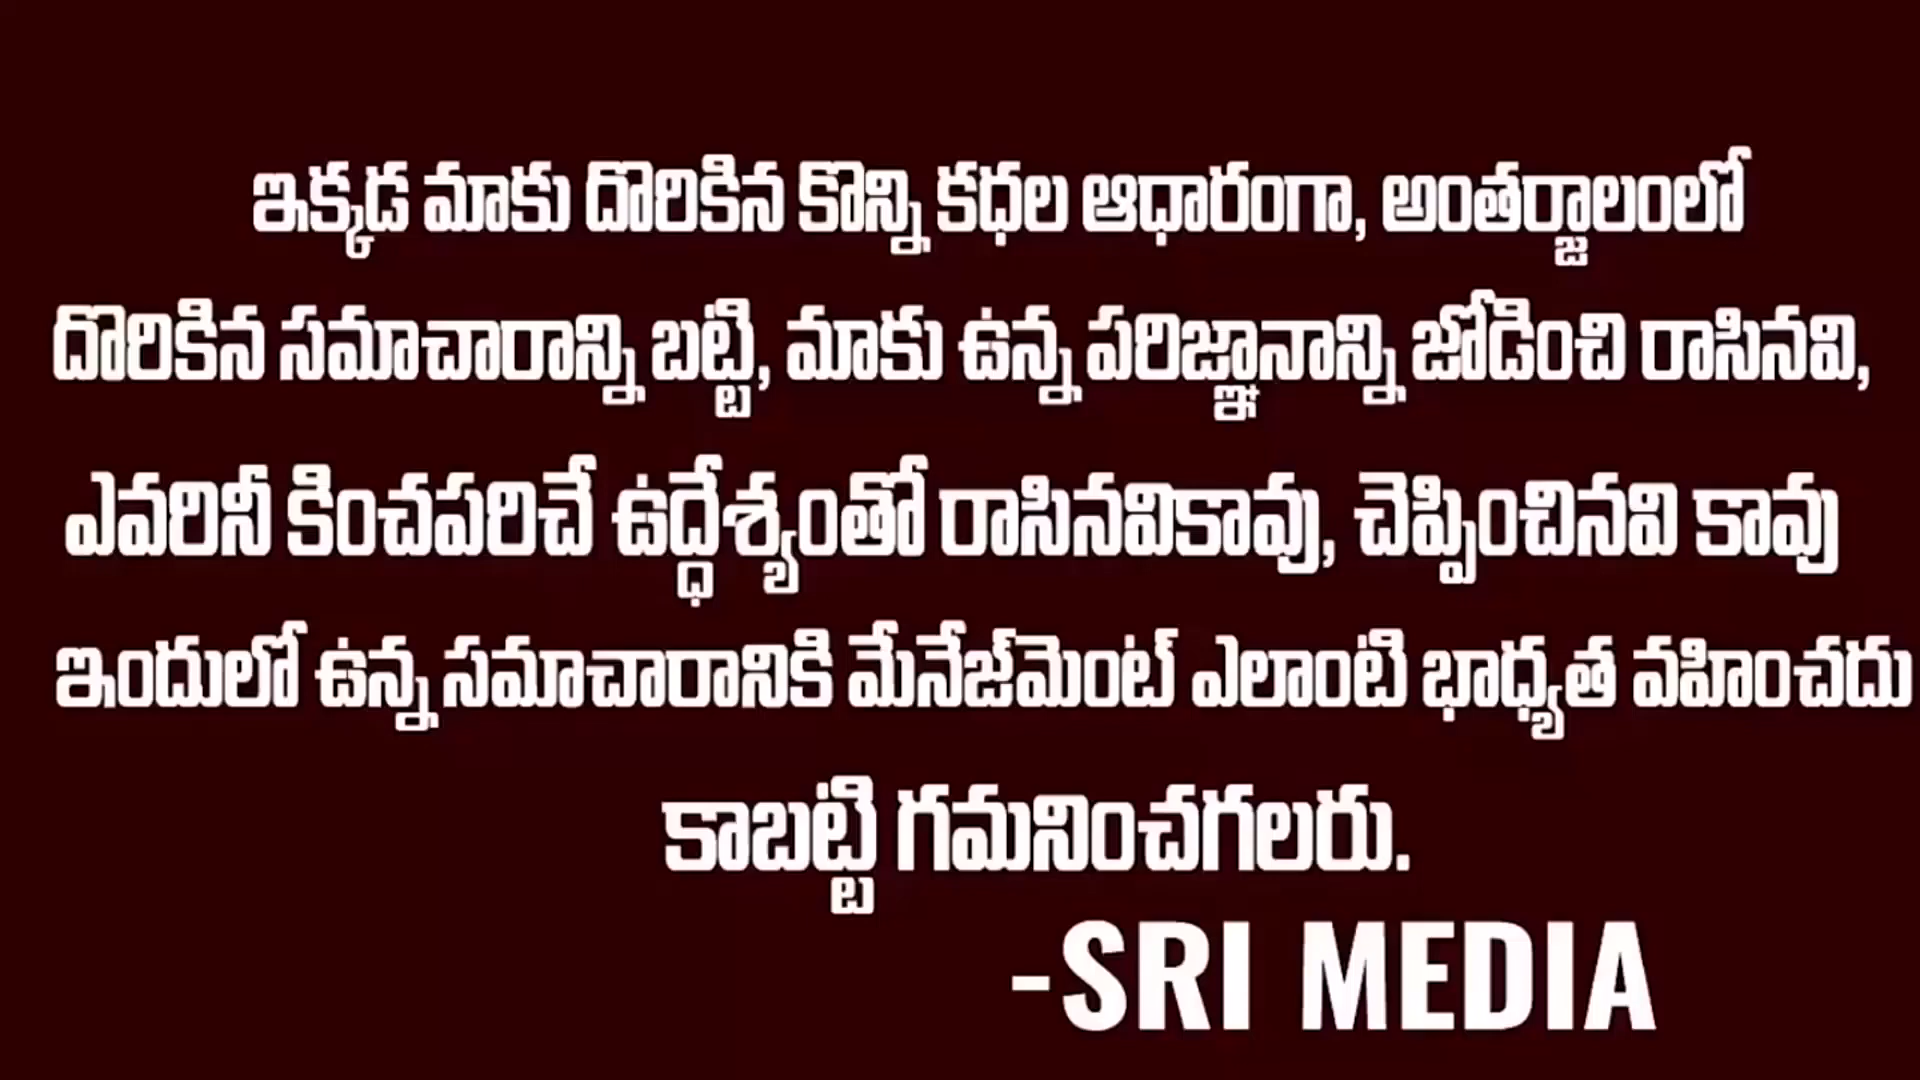 ఇక్కడ మాకు దొరికిన కొన్ని కధల ఆధారంగా, అంతర్జాలంలో
దొరికిన సమాచారాన్ని బట్టి, మాకు ఉన్న పరిజ్ఞానాన్ని జోడించి రాసినవి,
ఎవరినీ కించపరిచే ఉద్ధేశ్యంతో రాసినవికావు, చెప్పించినవి కావు
ఇందులో ఉన్న సమాచారానికి మేనేజ్‌మెంట్ ఎలాంటి భాధ్యత వహించదు
కాబట్టి గమనించగలరు.
-SRI MEDIA